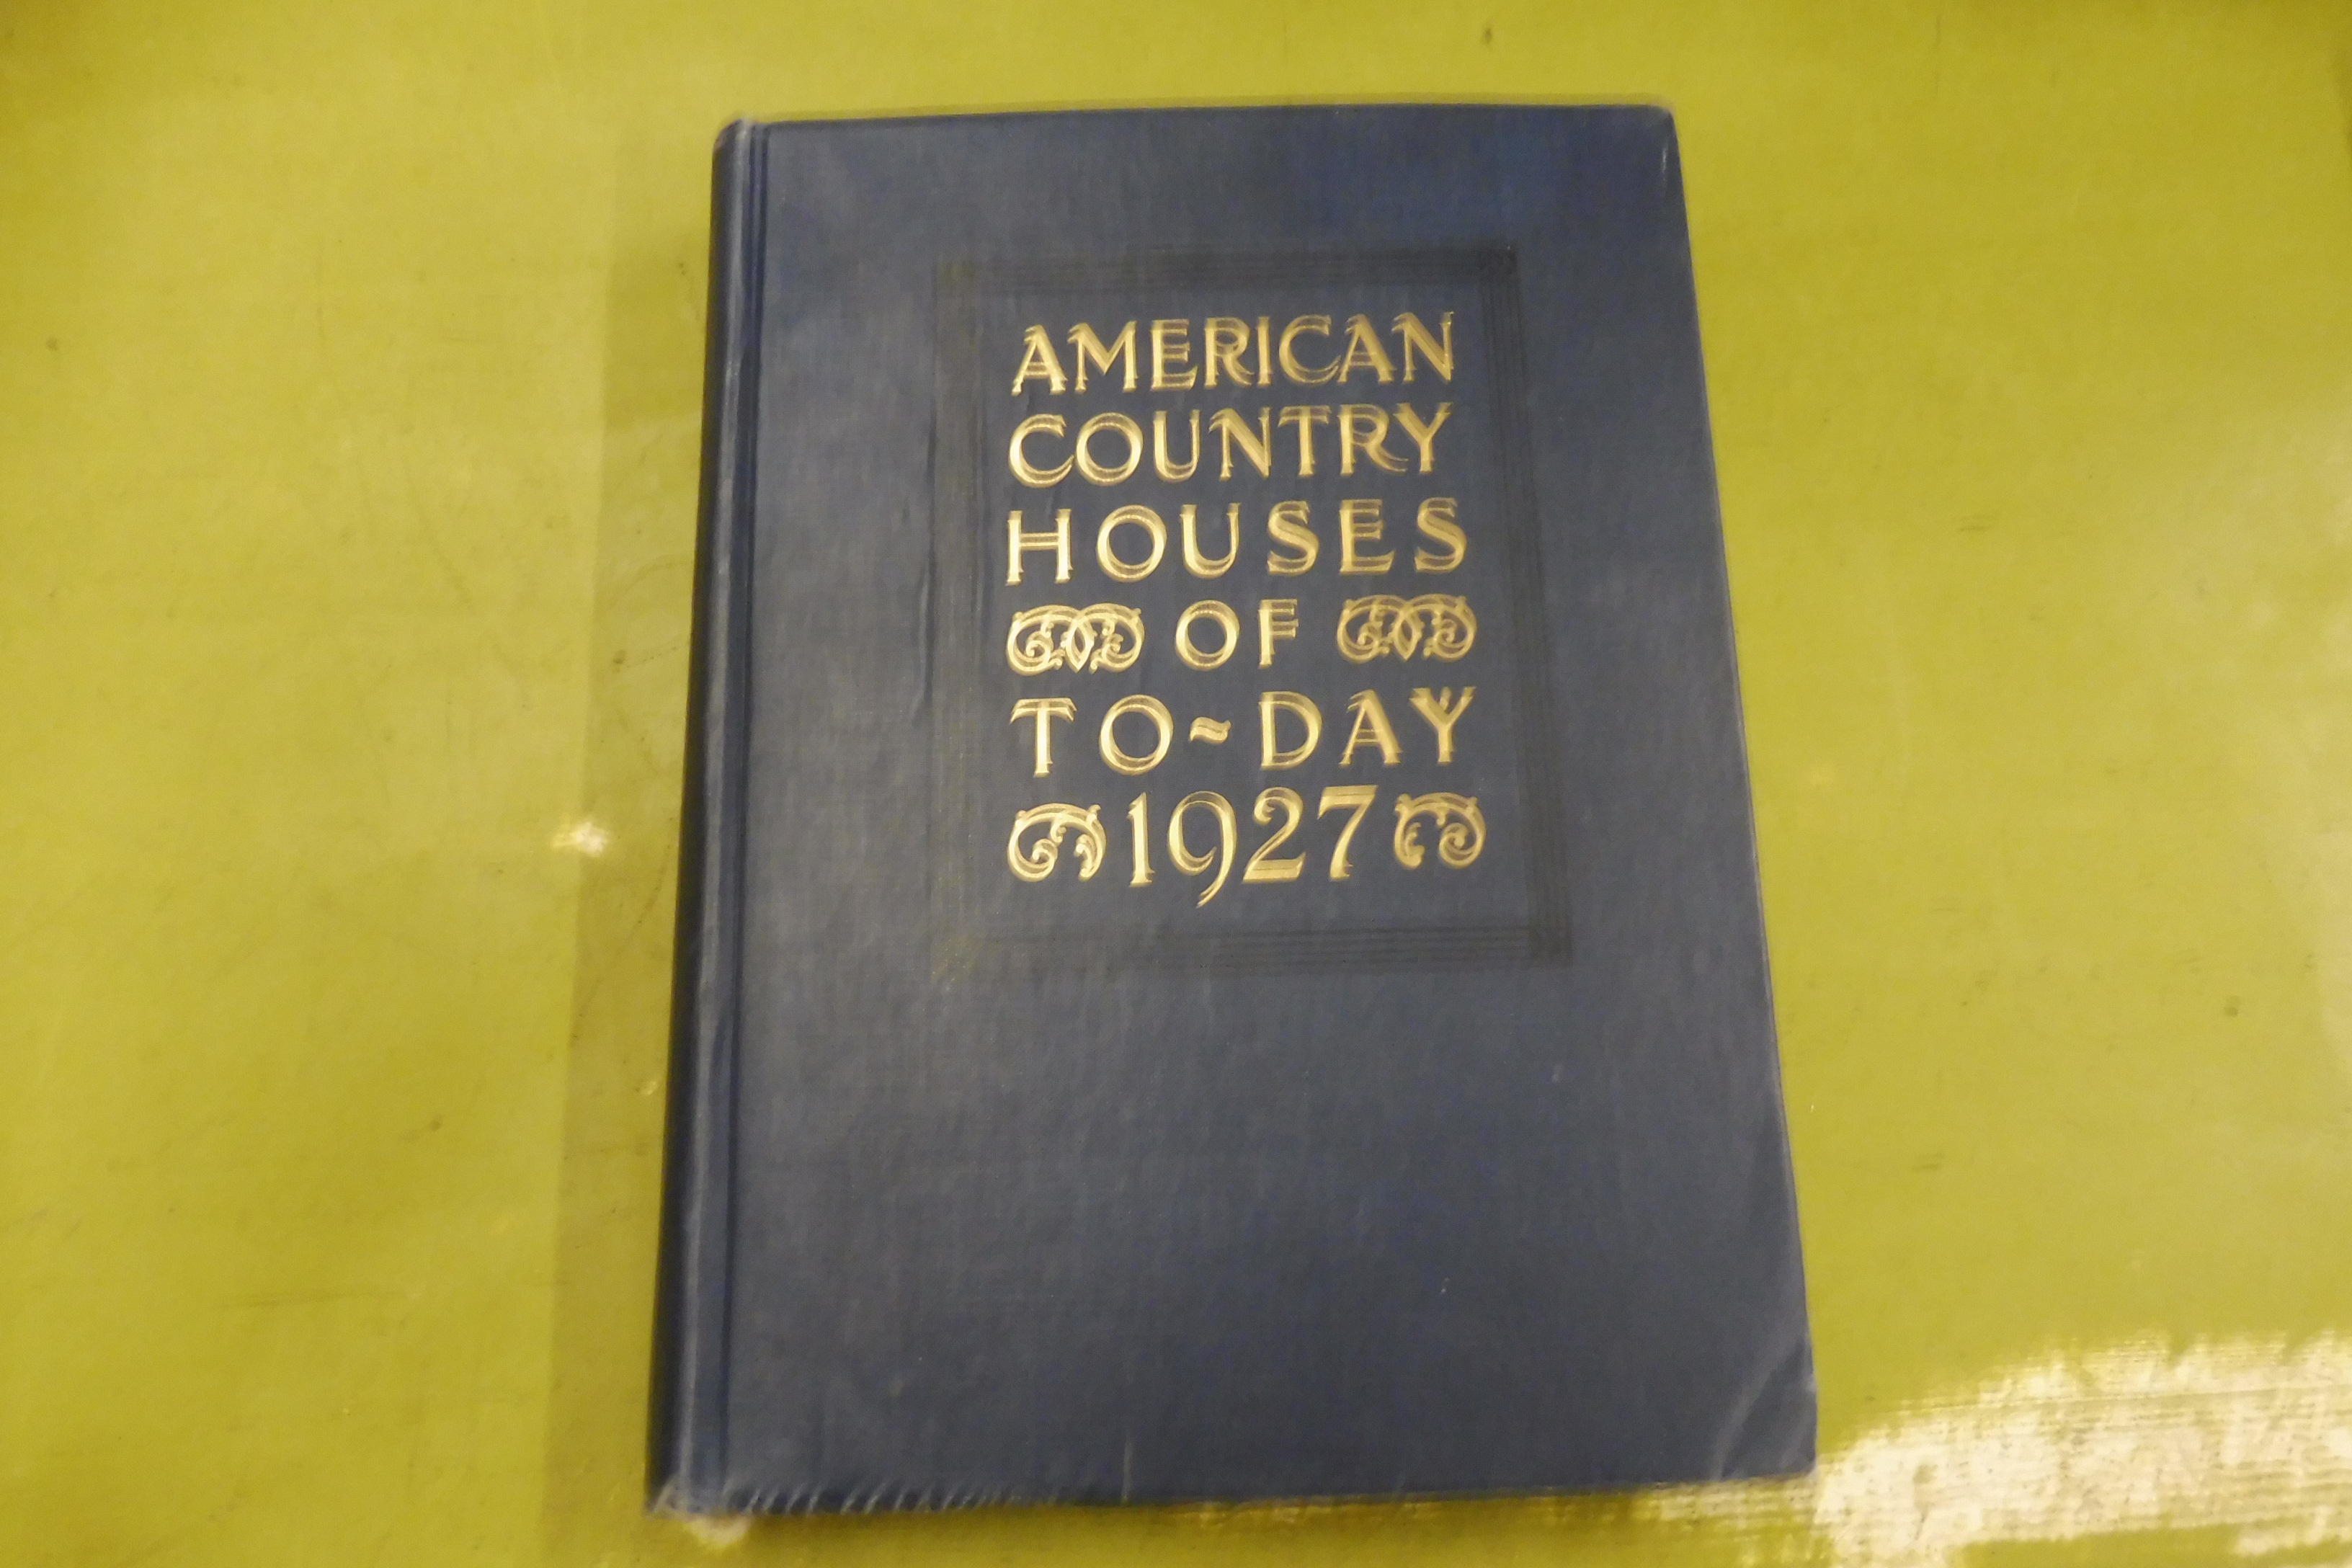 AMERICAN
COUNTRY
HOUSES
OF
TO~DAY
1927